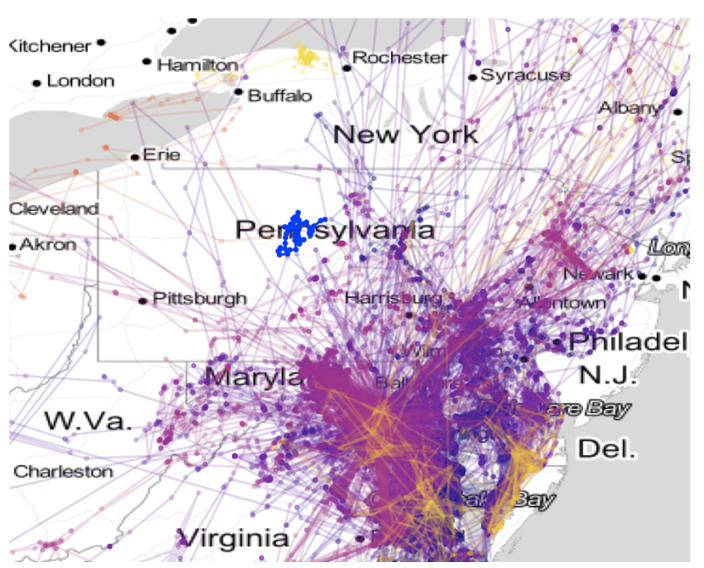 Kitchener
Hamilton
Rochester
Syracuse
London
Buffalo
Albany
New York
Erie
Cleveland
Pennsylvania
Akron
Newark
Pittsburgh
Harrisburg
Allentown
Philadel
Maryla
N.J.
W.Va.
Del.
Charleston
Bay
Virginia